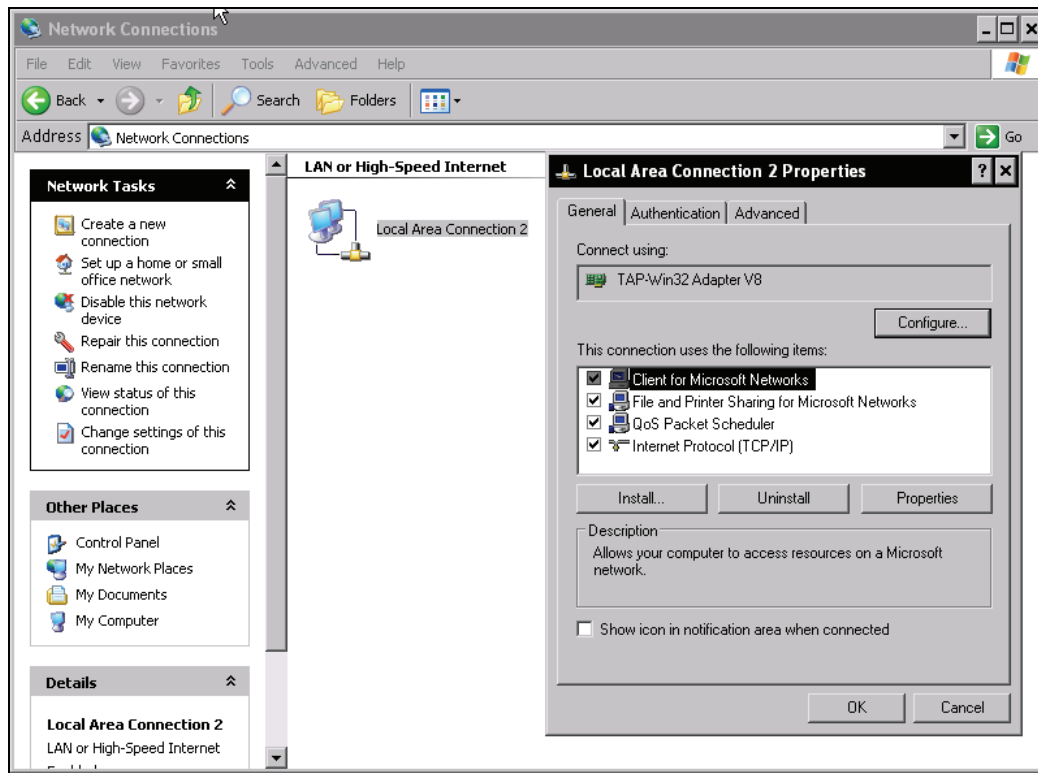 Network Connections
File Edit View Favorites Tools Advanced Help
Back Search Folders
Address Network Connections Go
Network Tasks
Create a new
connection
Set up a home or small
office network
Disable this network
device
Repair this connection
Rename this connection
View status of this
connection
Change settings of this
connection
Other Places
Control Panel
My Network Places
My Documents
My Computer
Details
Local Area Connection 2
LAN or High-Speed Internet
LAN or High-Speed Internet
Local Area Connection 2
Local Area Connection 2 Properties
General Authentication Advanced
Connect using:
TAP-Win32 Adapter V8
Configure...
This connection uses the following items:
Client for Microsoft Networks
File and Printer Sharing for Microsoft Networks
QoS Packet Scheduler
Internet Protocol (TCP/IP)
Install... Uninstall Properties
Description
Allows your computer to access resources on a Microsoft
network.
Show icon in notification area when connected
OK Cancel